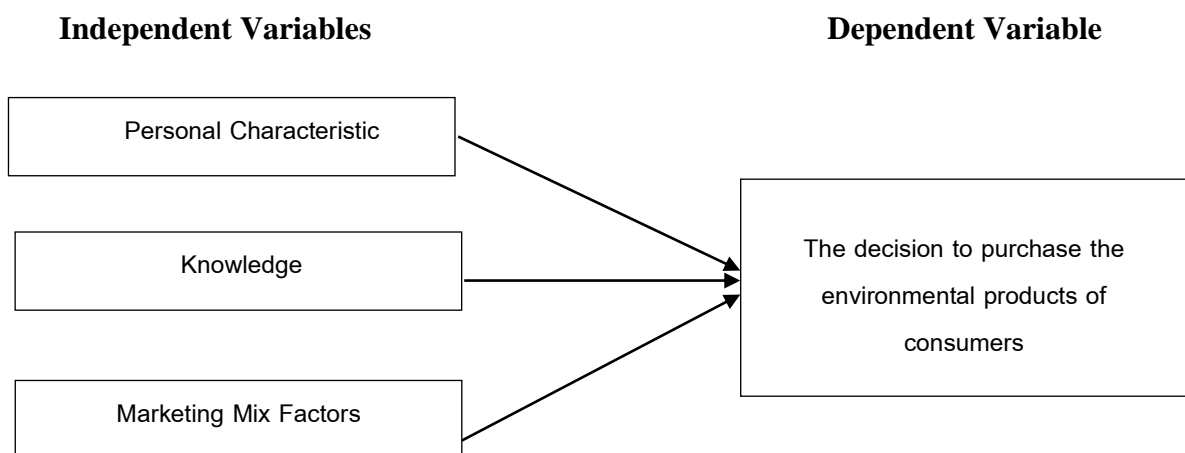 Independent Variables
Dependent Variable
Personal Characteristic
Knowledge
Marketing Mix Factors
The decision to purchase the
environmental products of
consumers